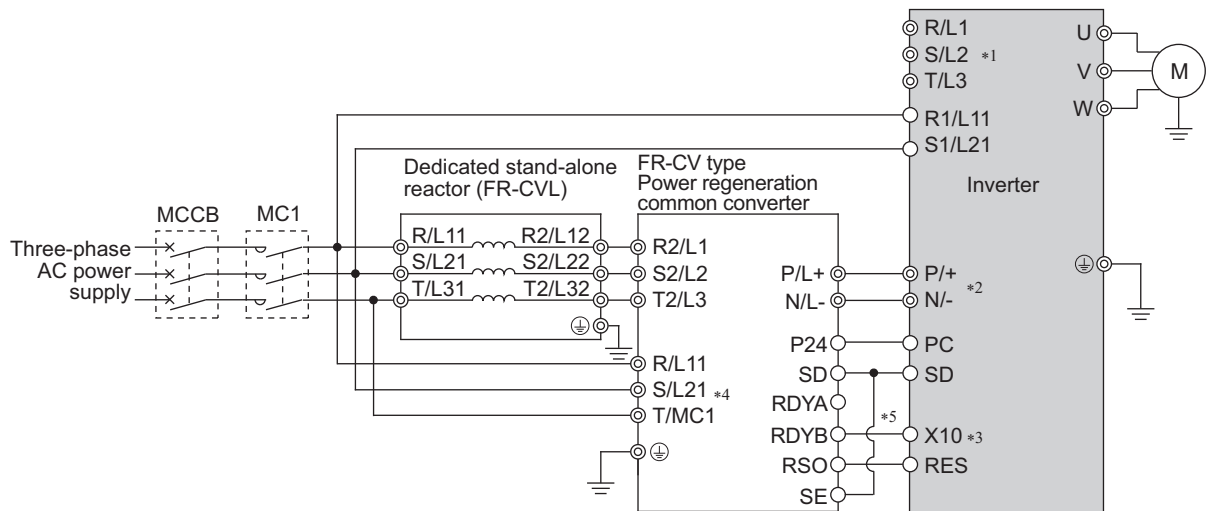 R/L1
S/L2 *1
T/L3
R1/L11
S1/L21
Inverter
U
V
W
M
Dedicated stand-alone
reactor (FR-CVL)
FR-CV type
Power regeneration
common converter
MCCB
MC1
Three-phase
AC power
supply
R/L11 R2/L12
S/L21 S2/L22
T/L31 T2/L32
R2/L1
S2/L2
T2/L3
P/L+
N/L-
P/+
N/-
*2
P24
PC
SD
SD
R/L11
S/L21 *4
T/MC1
RDYA
*5
RDYB
X10 *3
RSO
RES
SE